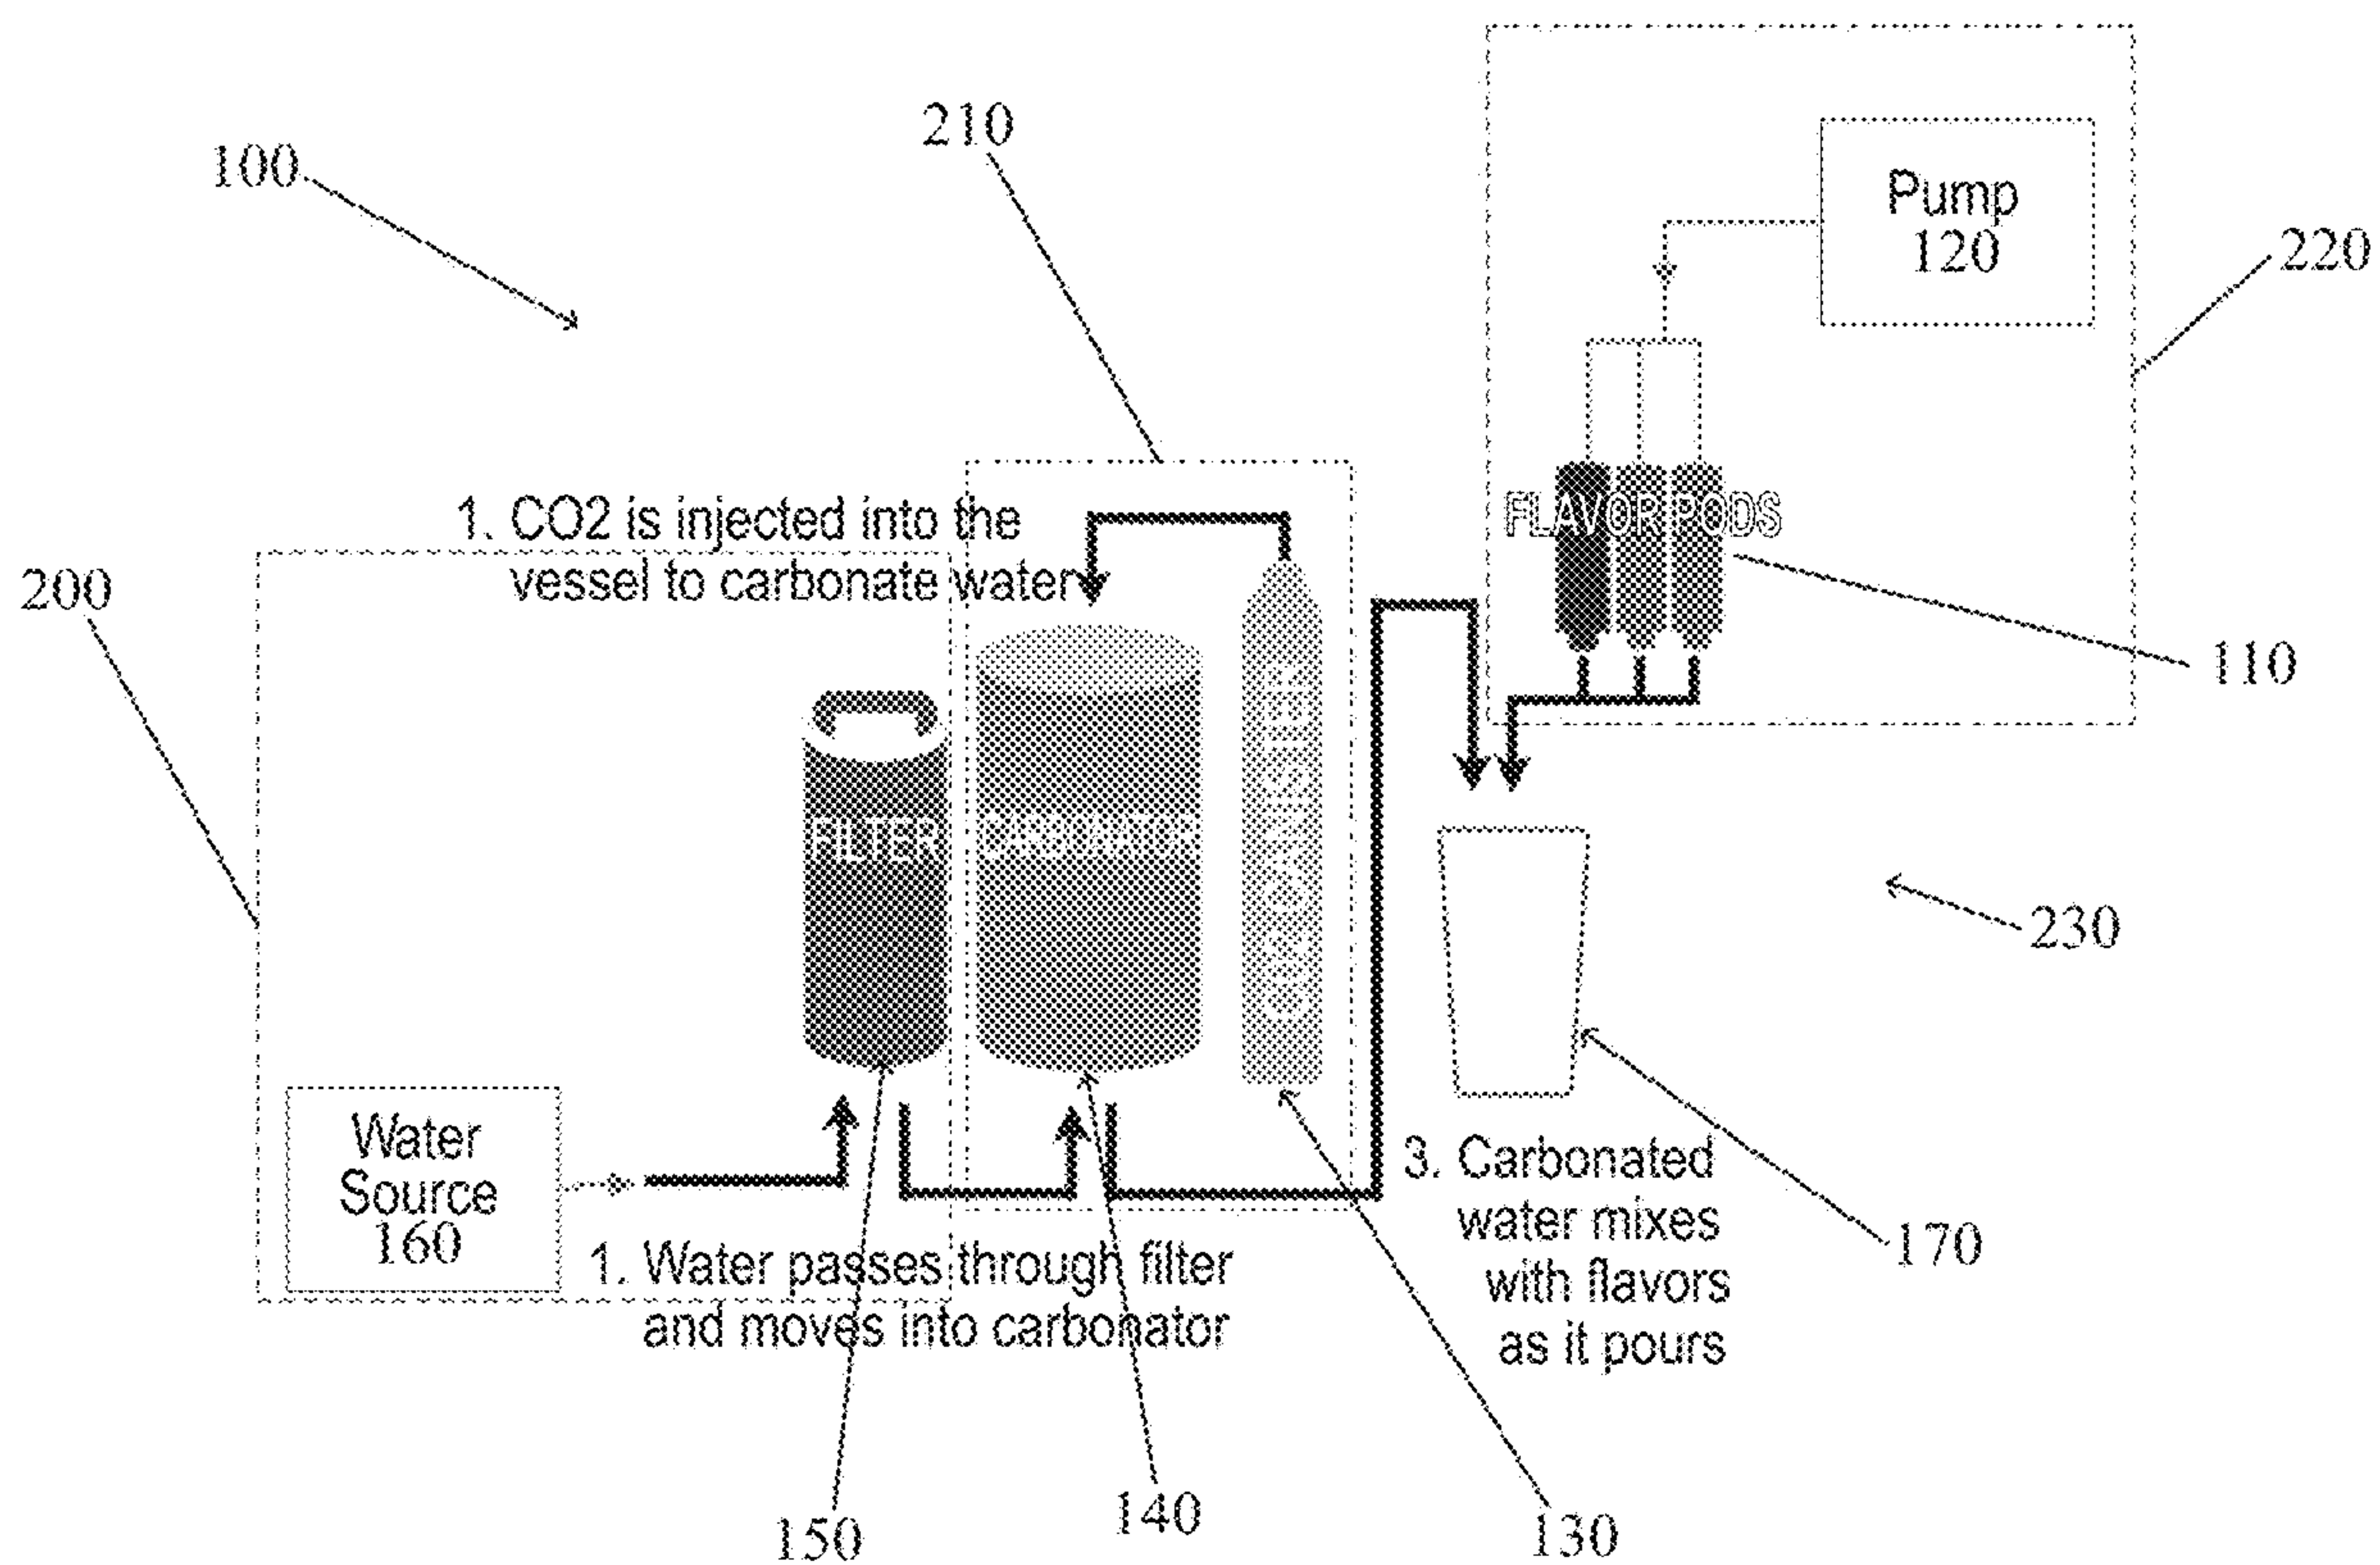 210
100
Pump
120
220
1. CO2 is injected into the
vessel to carbonate water
FLAVOR PODS
200
110
FILTER
CARBONATOR
CO2 CANISTER
230
Water
Source
160
1. Water passes through filter
and moves into carbonator
3. Carbonated
water mixes
with flavors
as it pours
170
150
140
130